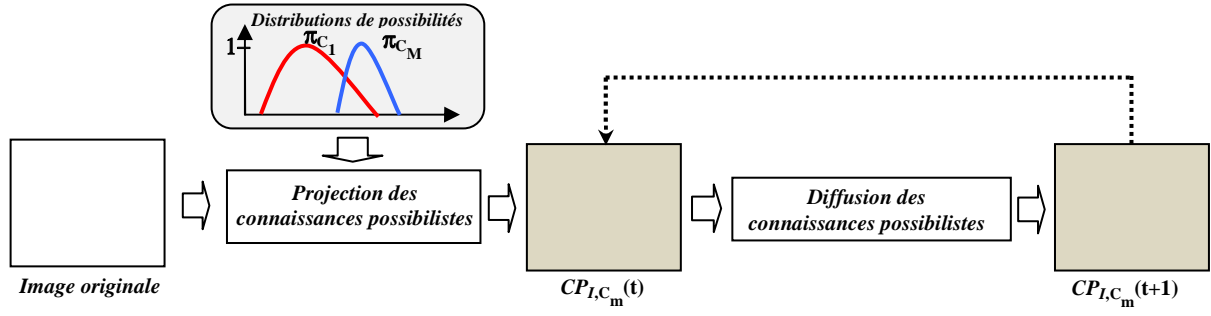 Distributions de possibilités
1
πC1
πCM
Projection des
connaissances possibilistes
Diffusion des
connaissances possibilistes
Image originale
CPI,Cm(t)
CPI,Cm(t+1)